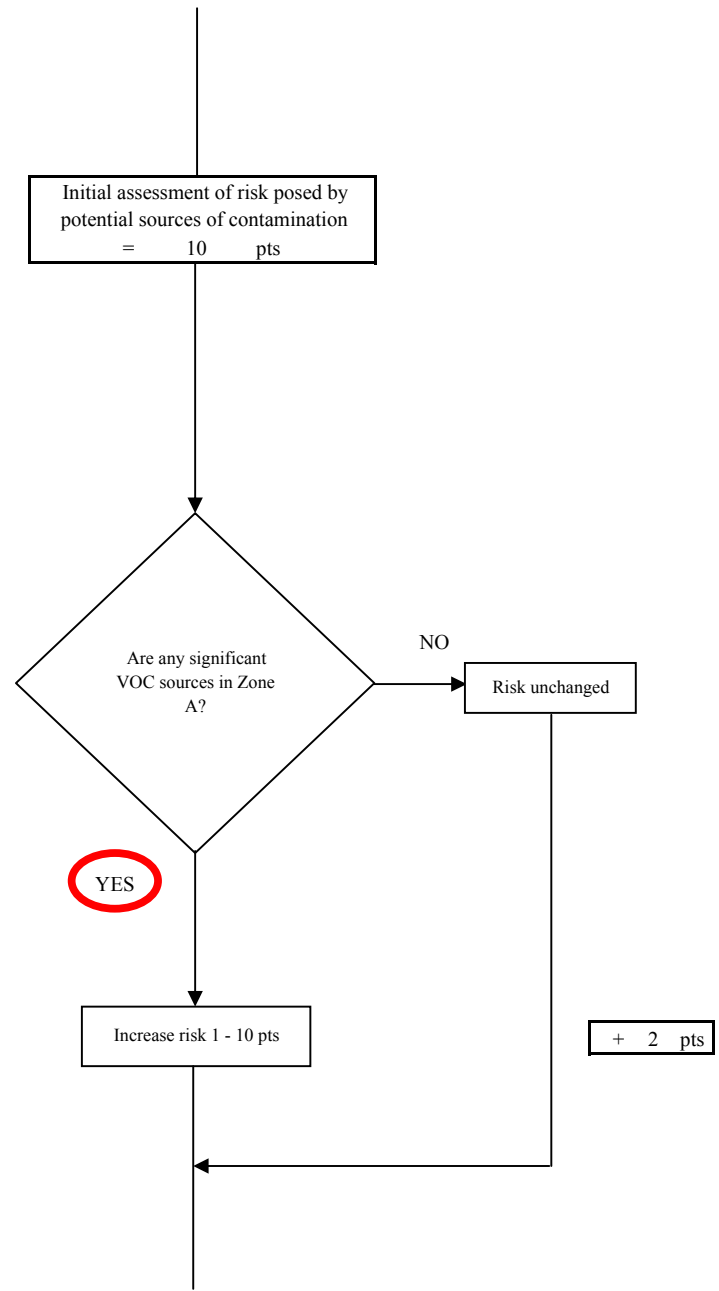 Initial assessment of risk posed by
potential sources of contamination
= 10 pts
Are any significant
VOC sources in Zone
A?
NO
Risk unchanged
YES
Increase risk 1 - 10 pts
+ 2 pts